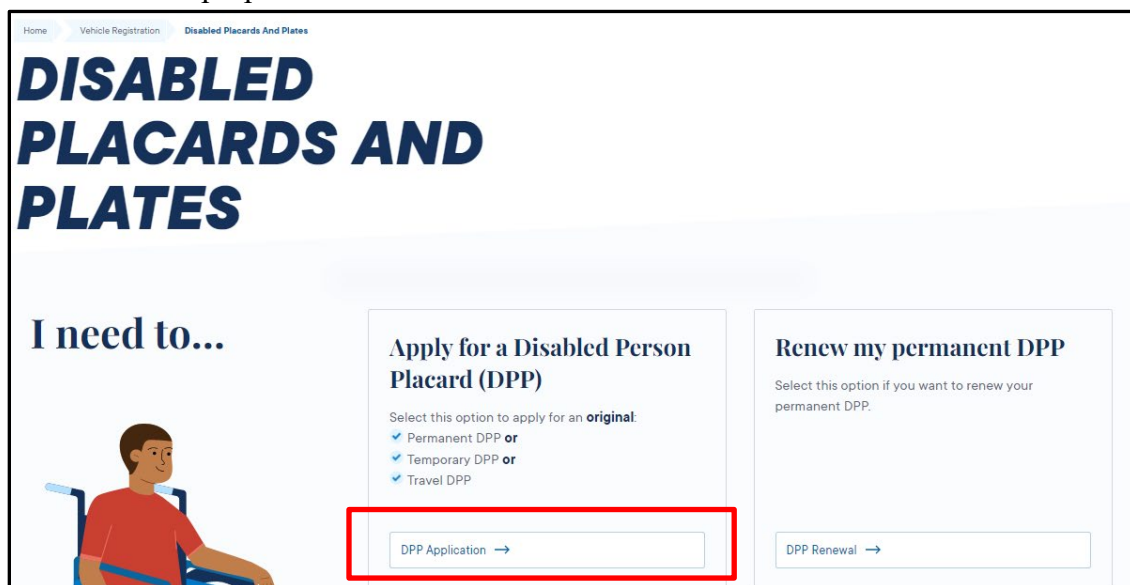 Home Vehicle Registration Disabled Placards And Plates
DISABLED
PLACARDS AND
PLATES
I need to...
Apply for a Disabled Person
Placard (DPP)
Select this option to apply for an original:
Permanent DPP or
Temporary DPP or
Travel DPP
DPP Application →
Renew my permanent DPP
Select this option if you want to renew your
permanent DPP.
DPP Renewal →